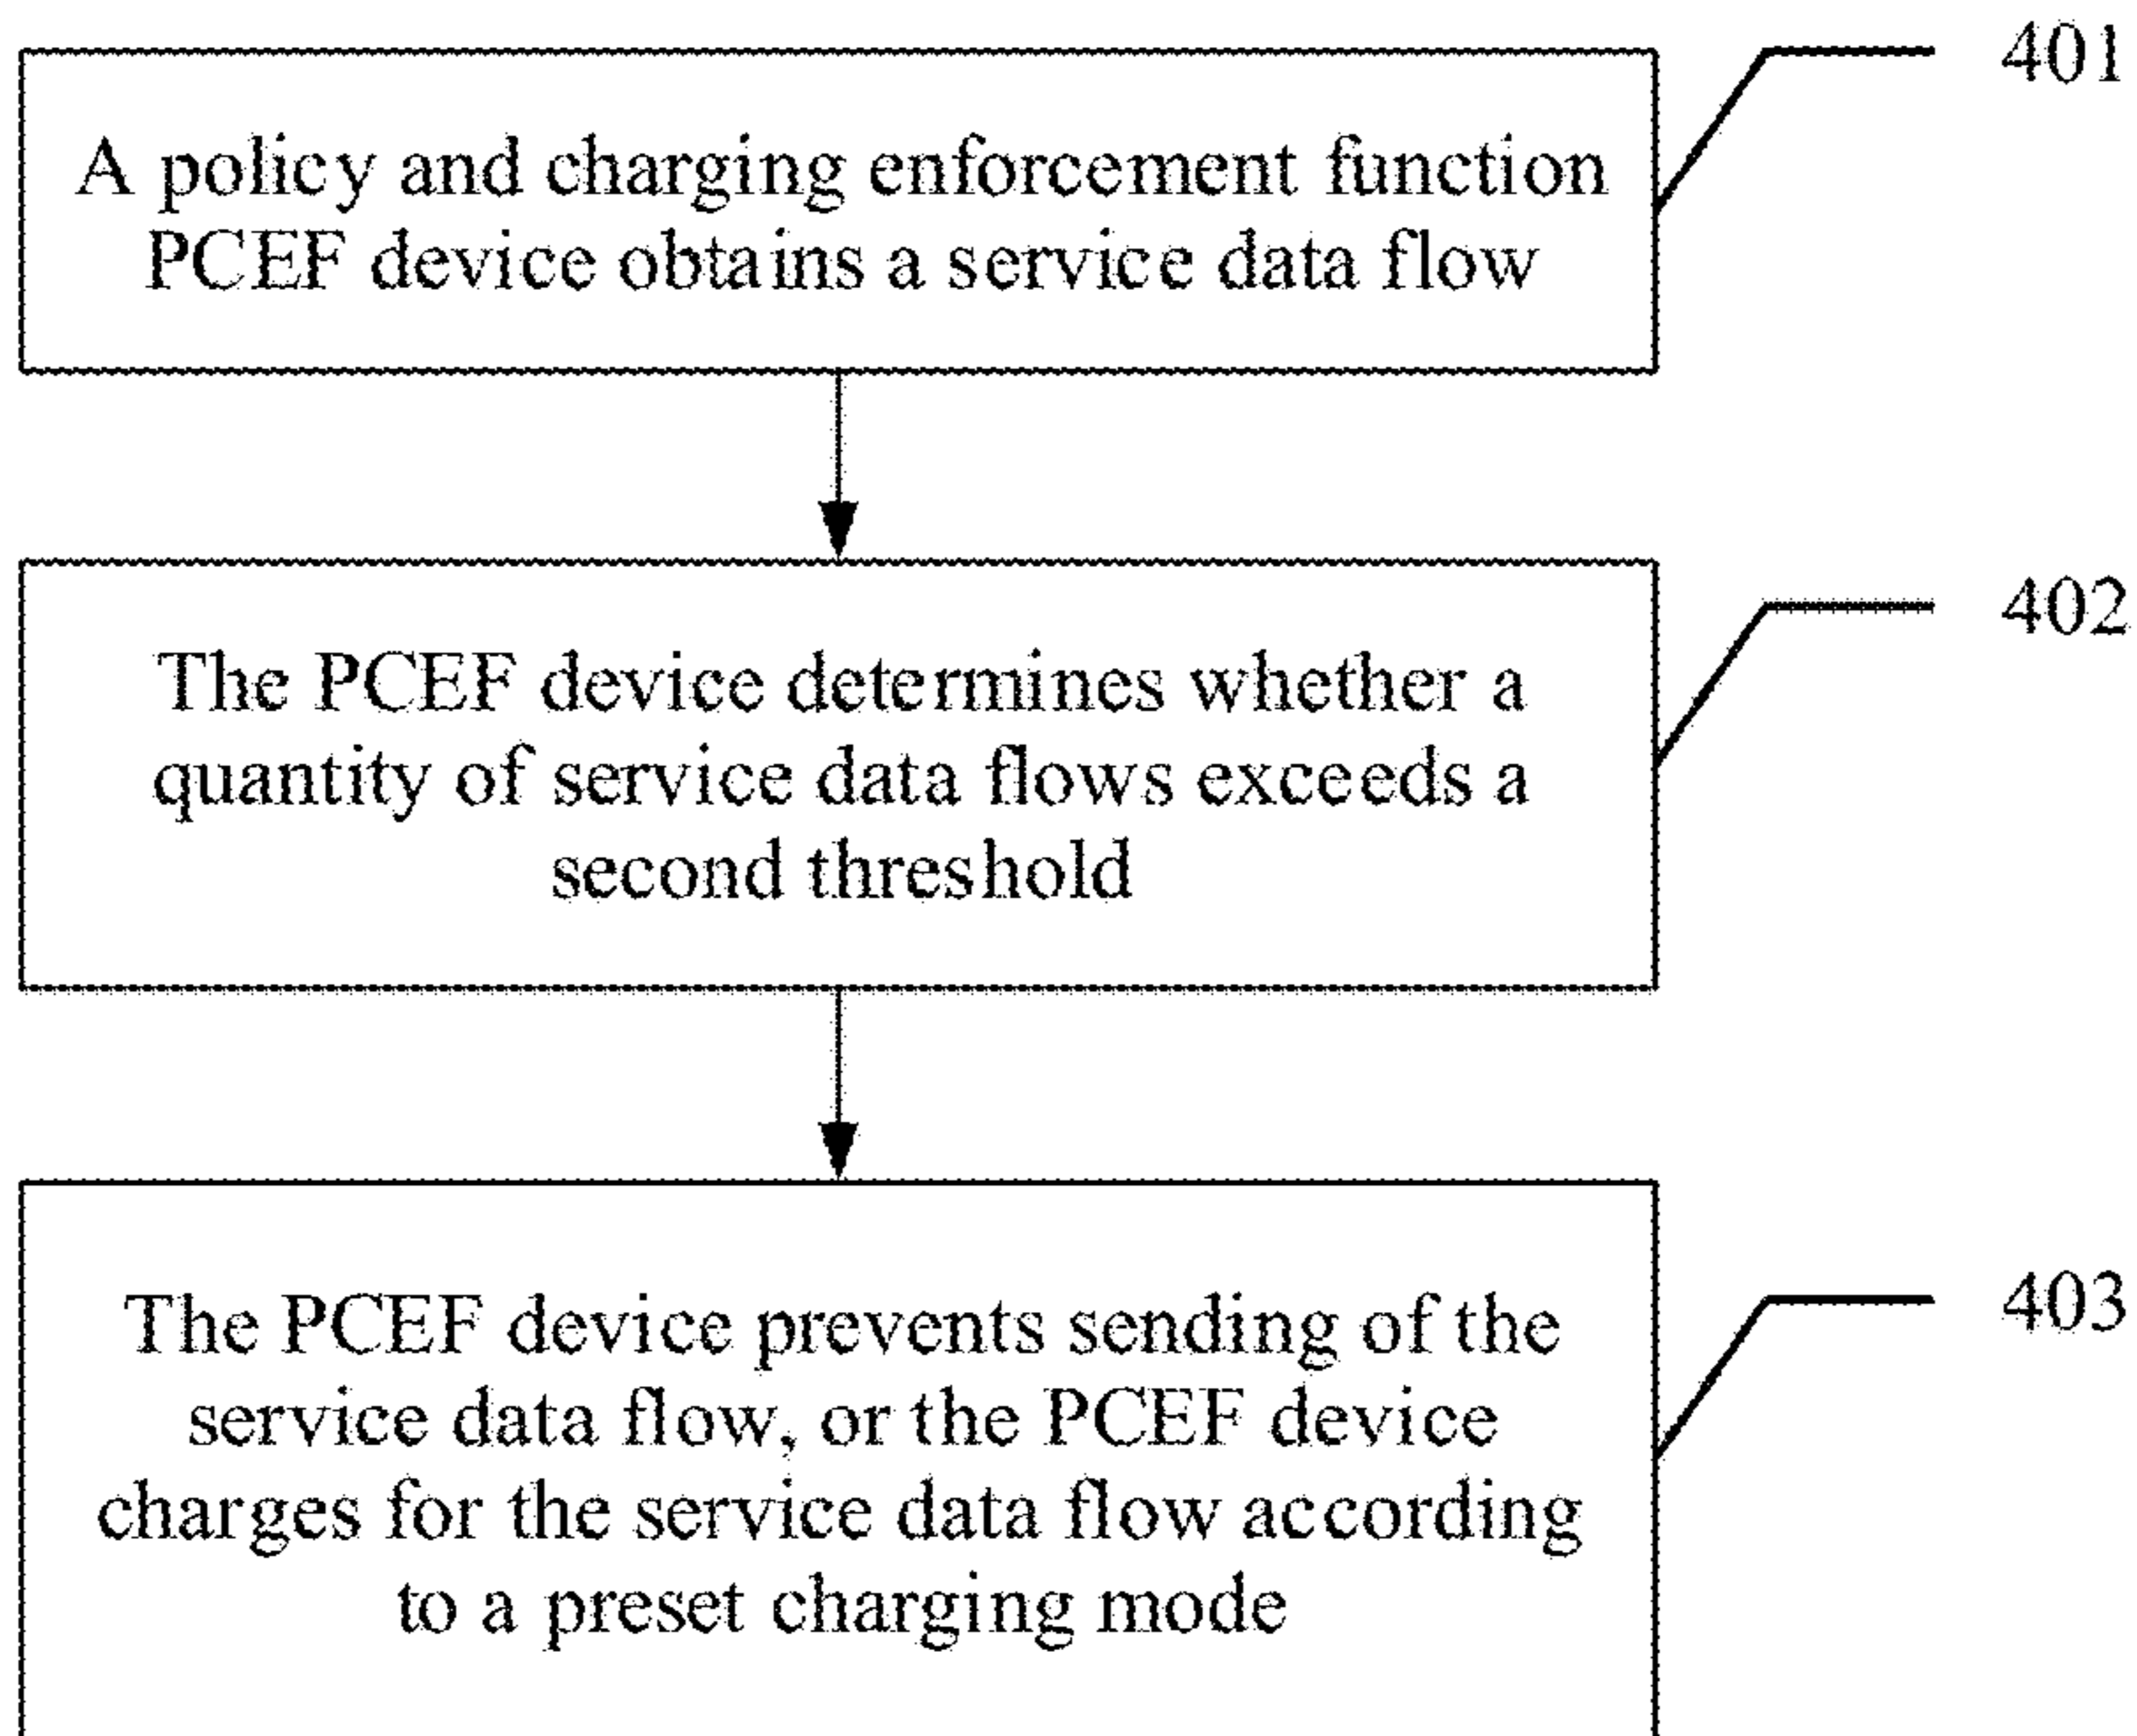 401
A policy and charging enforcement function
PCEF device obtains a service data flow
402
The PCEF device determines whether a
quantity of service data flows exceeds a
second threshold
403
The PCEF device prevents sending of the
service data flow, or the PCEF device
charges for the service data flow according
to a preset charging mode